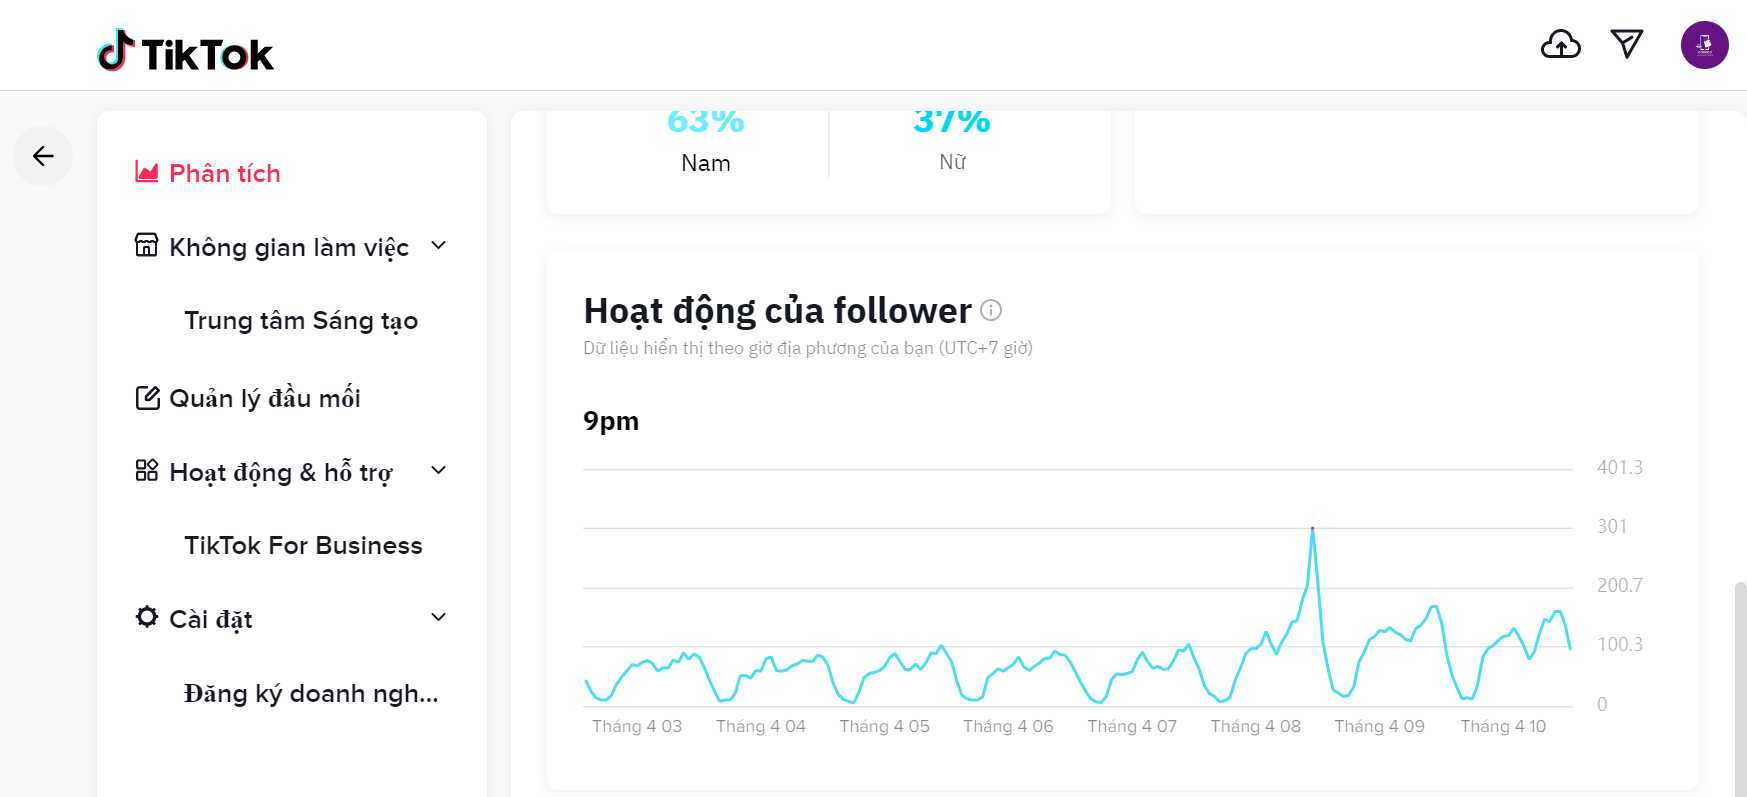 TikTok
Phân tích
Không gian làm việc
Trung tâm Sáng tạo
Quản lý đầu mối
Hoạt động & hỗ trợ
TikTok For Business
Cài đặt
Đăng ký doanh ngh...
63%
Nam
37%
Nữ
Hoạt động của follower
Dữ liệu hiển thị theo giờ địa phương của bạn (UTC+7 giờ)
9pm
401.3
301
200.7
100.3
0
Tháng 4 03
Tháng 4 04
Tháng 4 05
Tháng 4 06
Tháng 4 07
Tháng 4 08
Tháng 4 09
Tháng 4 10